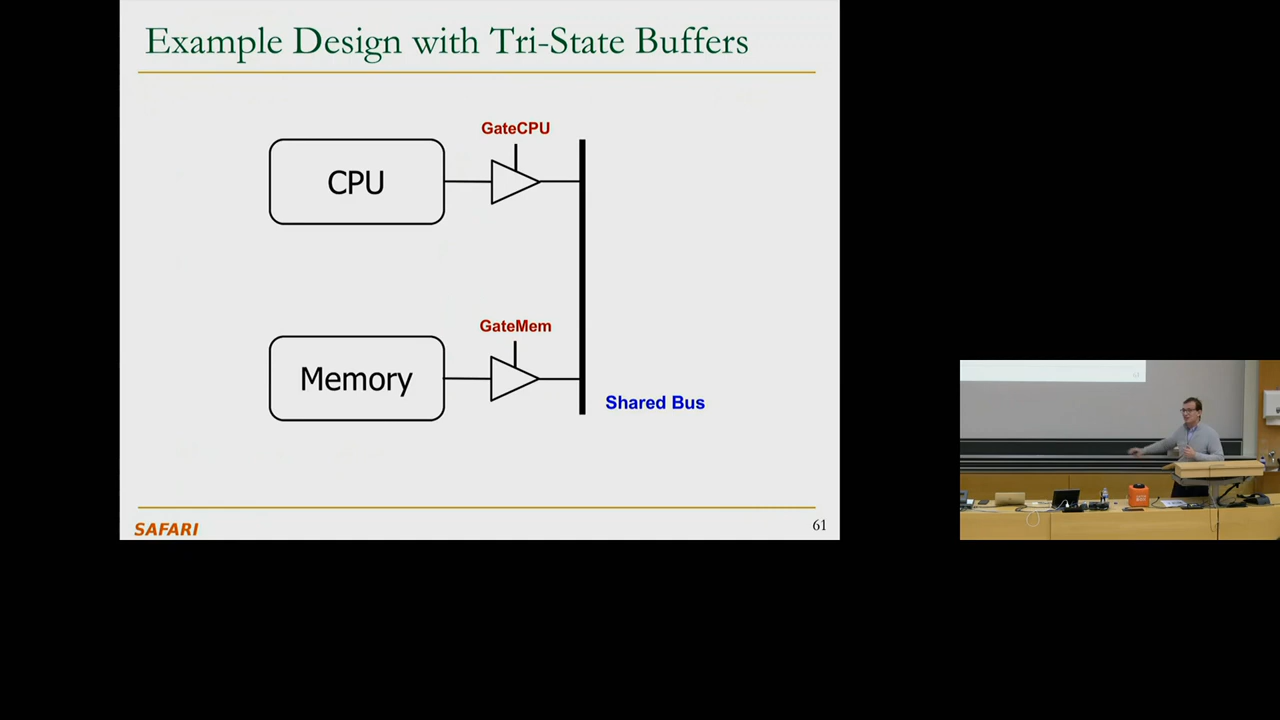 Example Design with Tri-State Buffers
GateCPU
CPU
GateMem
Memory
Shared Bus
SAFARI
61